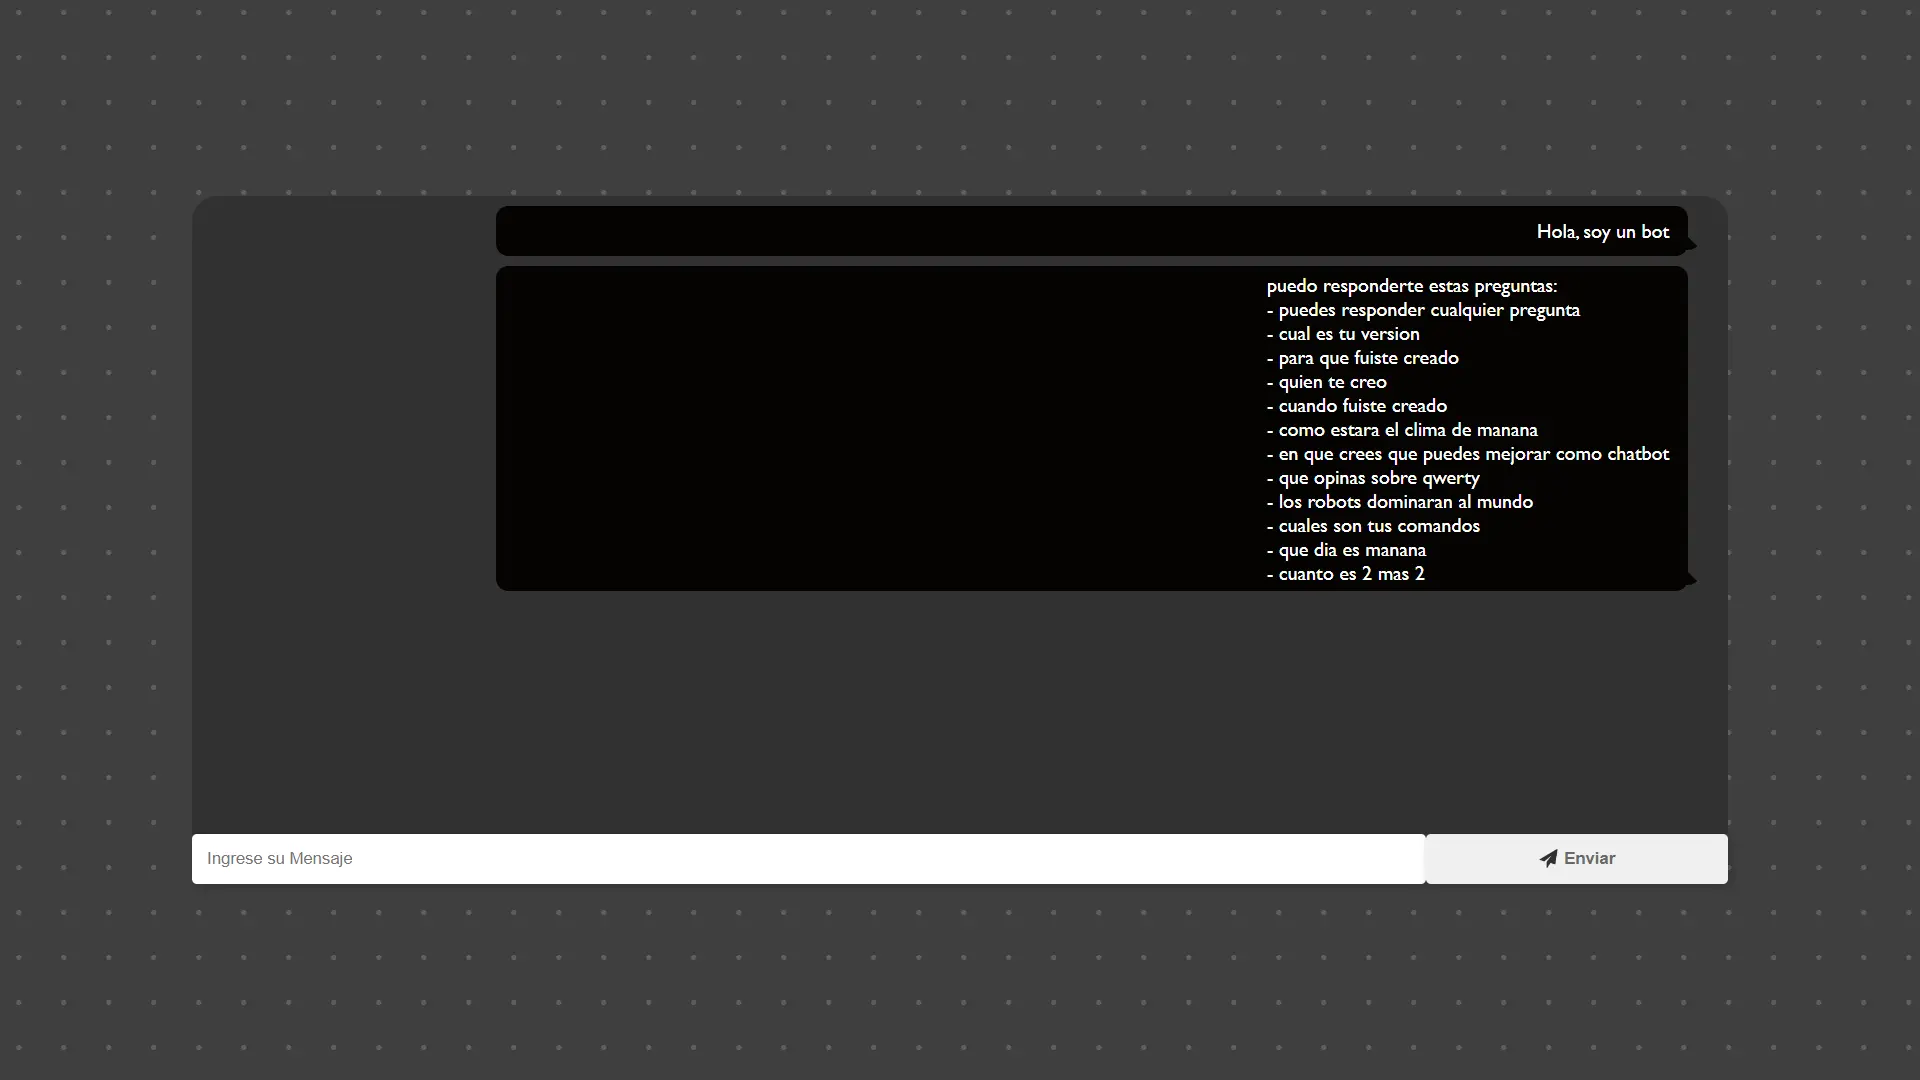 Hola, soy un bot
puedo responderte estas preguntas:
- puedes responder cualquier pregunta
- cual es tu version
- para que fuiste creado
- quien te creo
- cuando fuiste creado
- como estara el clima de manana
- en que crees que puedes mejorar como chatbot
- que opinas sobre qwerty
- los robots dominaran al mundo
- cuales son tus comandos
- que dia es manana
- cuanto es 2 mas 2
Ingrese su Mensaje
Enviar